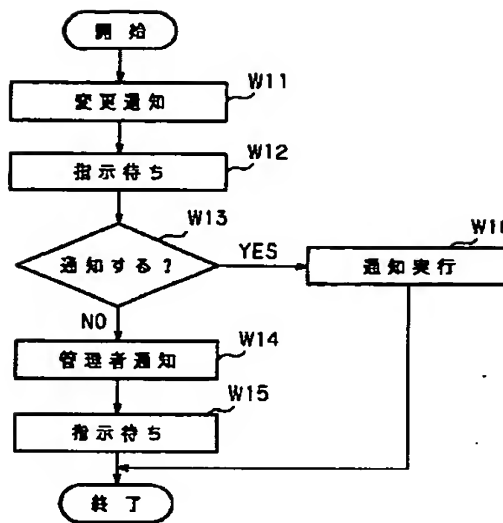 開始
W11
変更通知
W12
指示待ち
W13
通知する?
YES
通知実行
NO
W14
管理者通知
W15
指示待ち
終了